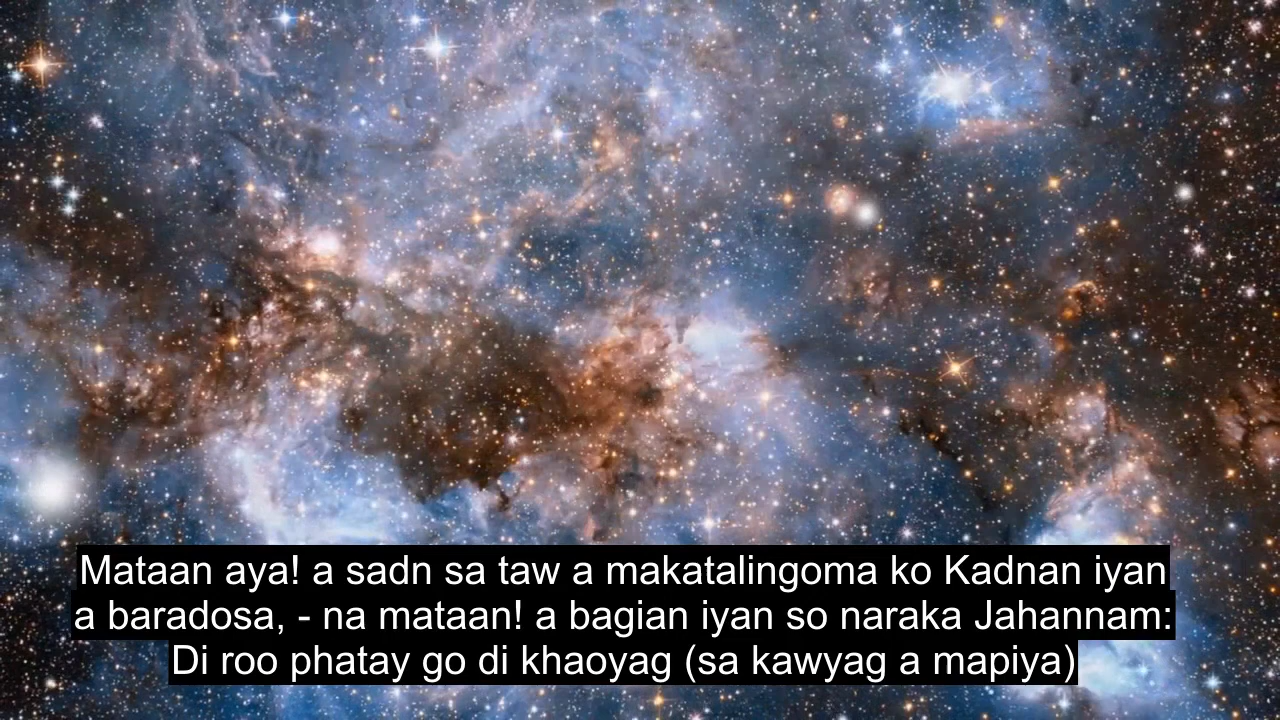 Mataan aya! a sadn sa taw a makatalingoma ko Kadnan iyan
a baradosa, - na mataan! a bagian iyan so naraka Jahannam:
Di roo phatay go di khaoyag (sa kawyag a mapiya)